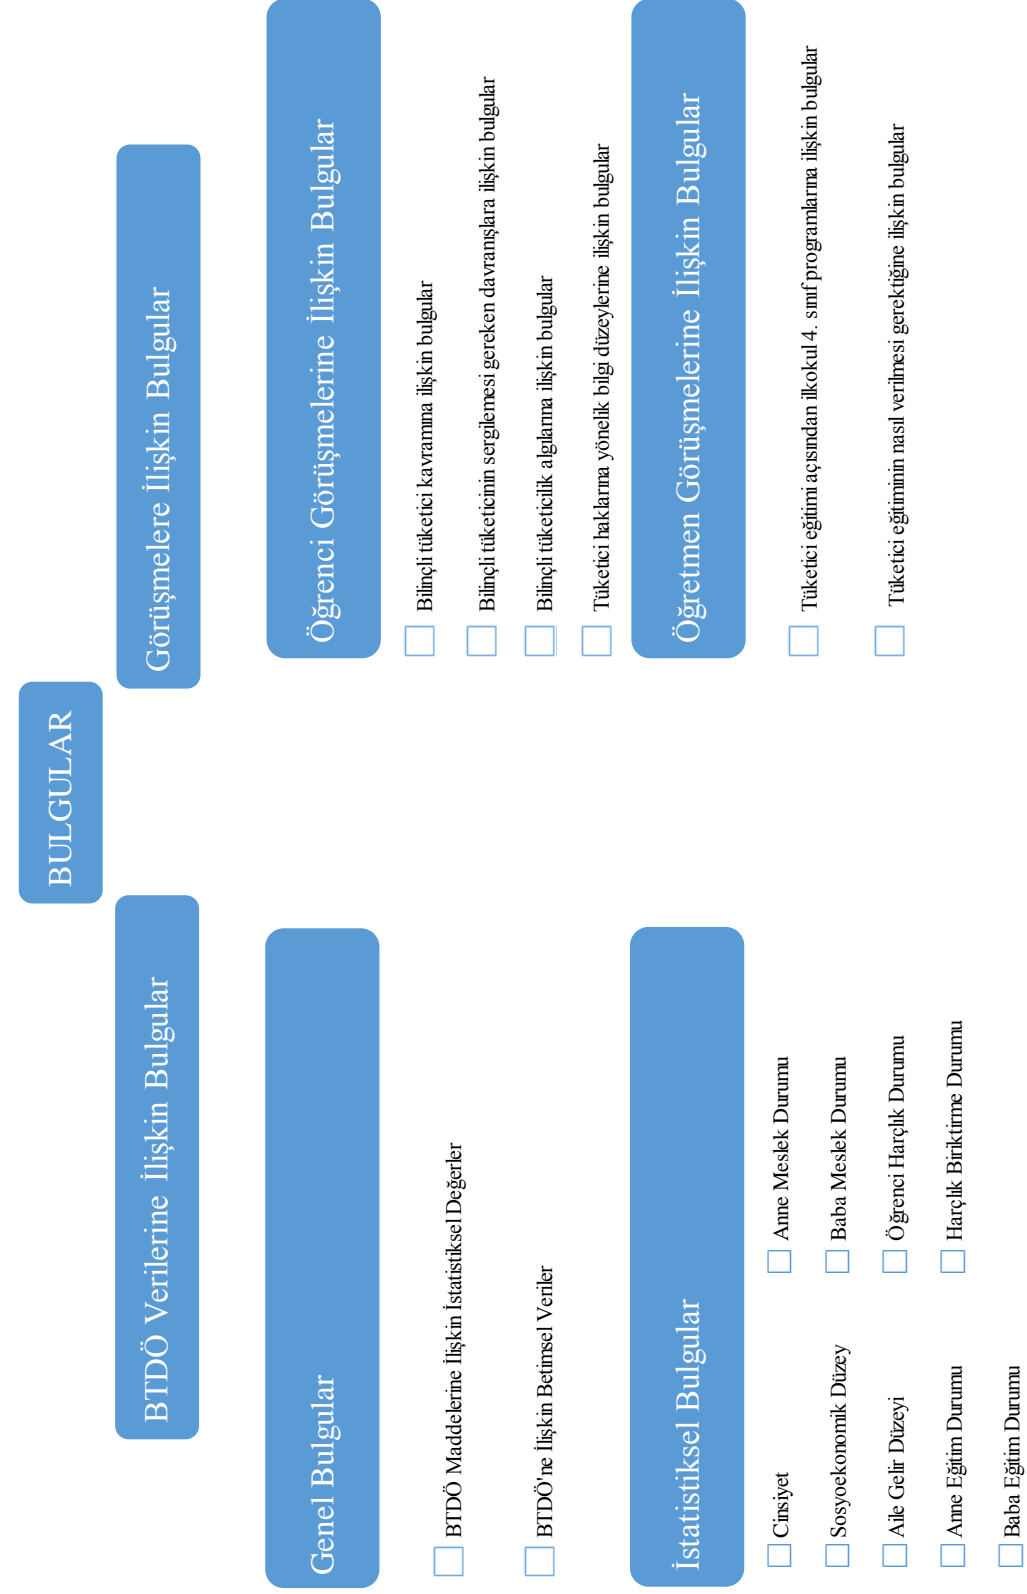 BULGULAR
BTDÖ Verilerine İlişkin Bulgular
Genel Bulgular
BTDÖ Maddelerine İlişkin İstatistiksel Değerler
BTDÖ'ne İlişkin Betimsel Veriler
İstatistiksel Bulgular
Cinsiyet
Sosyoekonomik Düzey
Aile Gelir Düzeyi
Anne Eğitim Durumu
Baba Eğitim Durumu
Anne Meslek Durumu
Baba Meslek Durumu
Öğrenci Harçlık Durumu
Harçlık Biriktirme Durumu
Görüşmelere İlişkin Bulgular
Öğrenci Görüşmelerine İlişkin Bulgular
Bilinçli tüketici kavramına ilişkin bulgular
Bilinçli tüketicinin sergilemesi gereken davranışlara ilişkin bulgular
Bilinçli tüketicilik algılarına ilişkin bulgular
Tüketici haklarına yönelik bilgi düzeylerine ilişkin bulgular
Öğretmen Görüşmelerine İlişkin Bulgular
Tüketici eğitimi açısından ilkokul 4. sınıf programlarına ilişkin bulgular
Tüketici eğitiminin nasıl verilmesi gerektiğine ilişkin bulgular